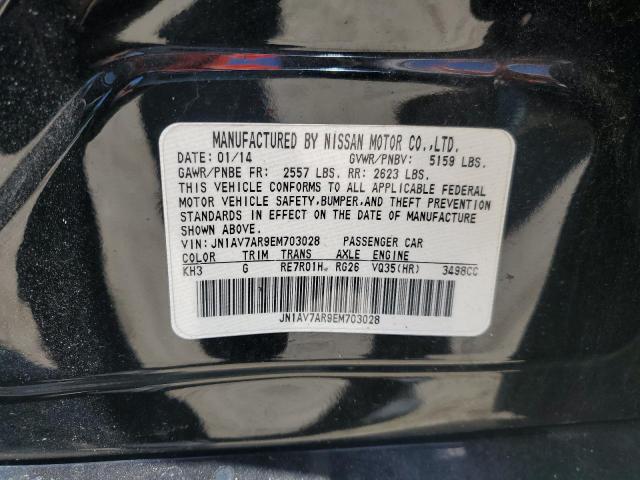 MANUFACTURED BY NISSAN MOTOR CO.,LTD.
DATE: 01/14 GVWR/PNBV: 5159 LBS.
GAWR/PNBE FR: 2557 LBS. RR: 2623 LBS.
THIS VEHICLE CONFORMS TO ALL APPLICABLE FEDERAL
MOTOR VEHICLE SAFETY,BUMPER,AND THEFT PREVENTION
STANDARDS IN EFFECT ON THE DATE OF MANUFACTURE
SHOWN ABOVE.
VIN: JN1AV7AR9EM703028 PASSENGER CAR
COLOR TRIM TRANS AXLE ENGINE
KH3 G RE7R01H RG26 VQ35(HR) 3498CC
JN1AV7AR9EM703028